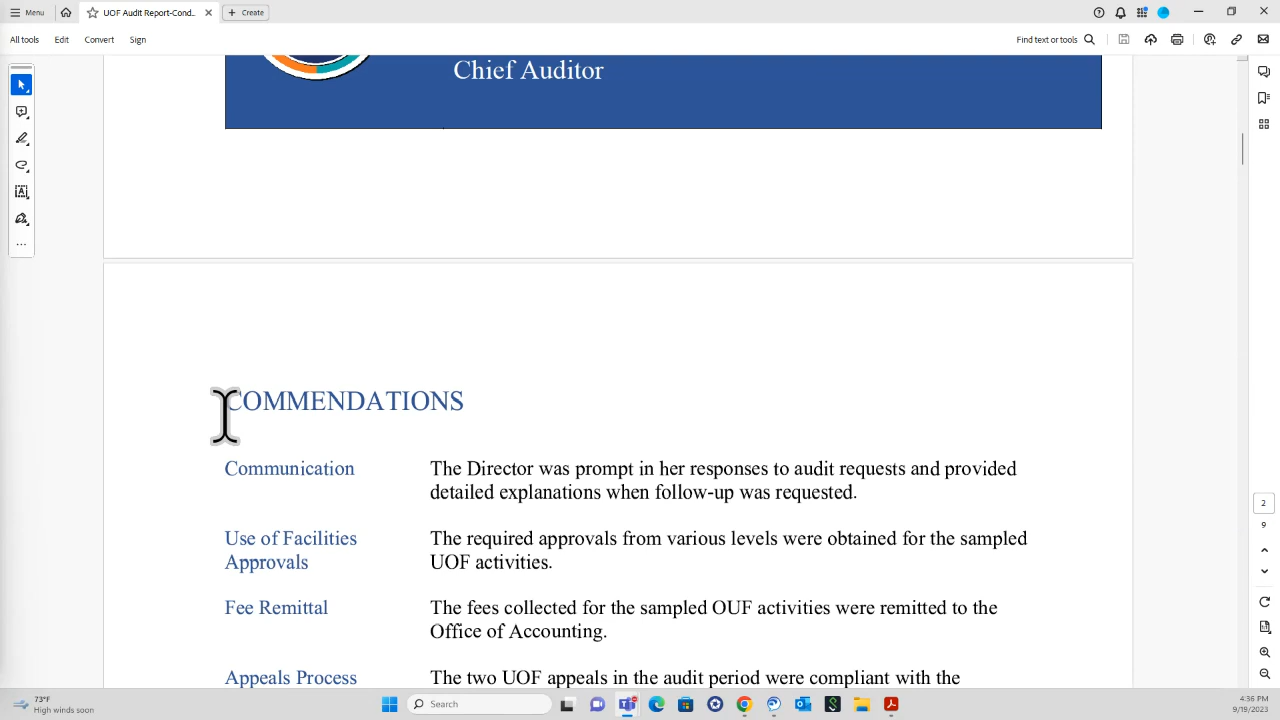 Menu
UOF Audit Report-Cond...
Create
All tools
Edit
Convert
Sign
Find text or tools
Chief Auditor
COMMENDATIONS
Communication
The Director was prompt in her responses to audit requests and provided
detailed explanations when follow-up was requested.
Use of Facilities
Approvals
The required approvals from various levels were obtained for the sampled
UOF activities.
Fee Remittal
The fees collected for the sampled OUF activities were remitted to the
Office of Accounting.
Appeals Process
The two UOF appeals in the audit period were compliant with the
2
9
73°F
High winds soon
Search
4:36 PM
9/19/2023